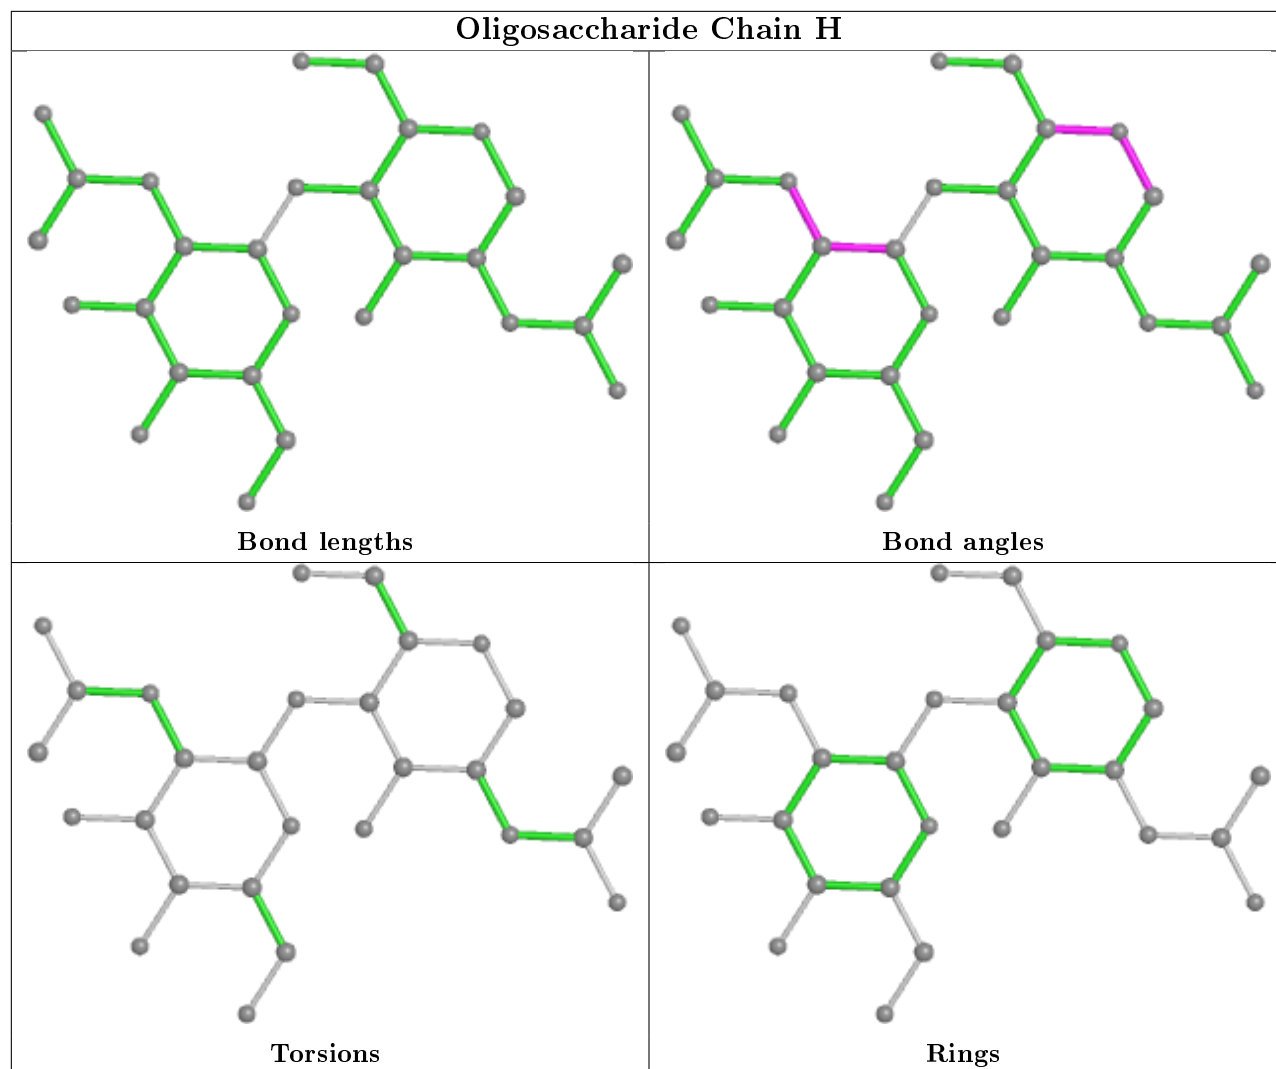 Oligosaccharide Chain H
Bond lengths
Bond angles
Torsions
Rings